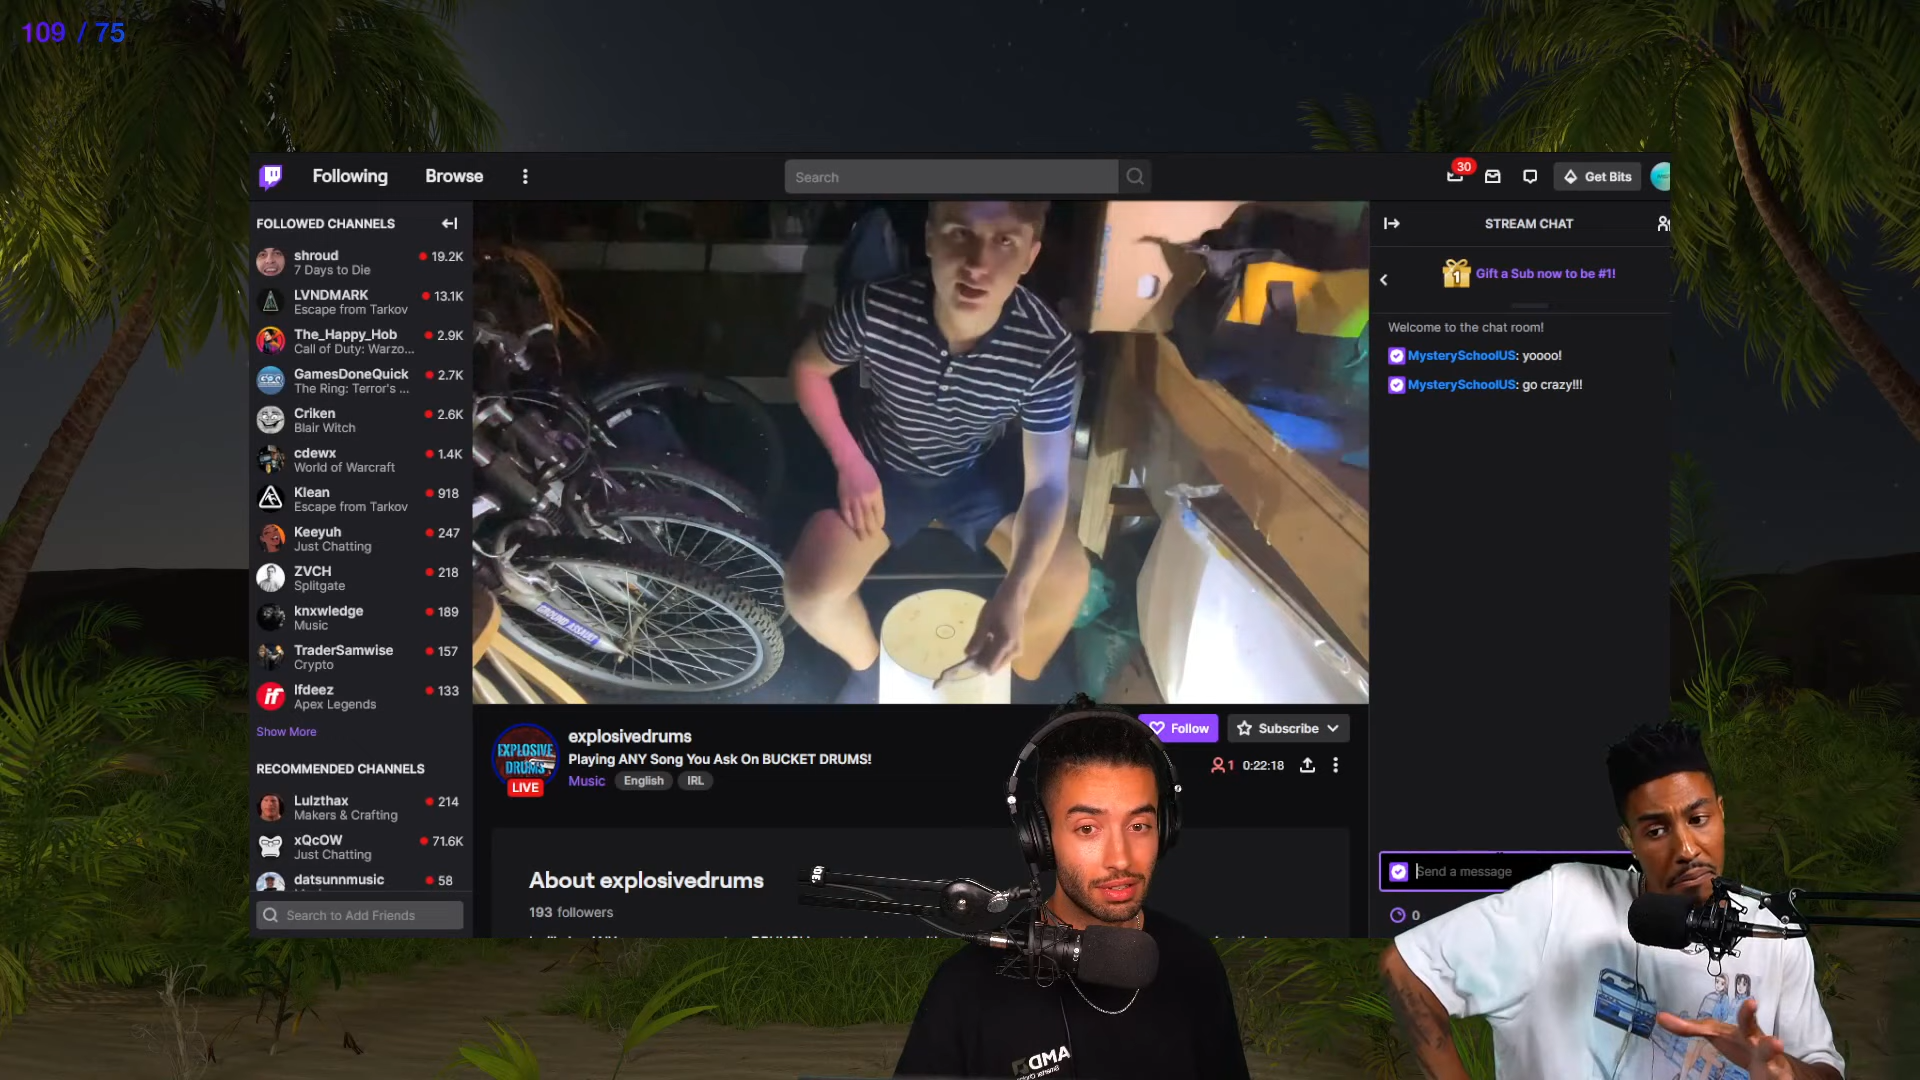 109 / 75
Following
Browse
Search
30
Get Bits
FOLLOWED CHANNELS
shroud
19.2K
7 Days to Die
LVNDMARK
13.1K
Escape from Tarkov
The_Happy_Hob
2.9K
Call of Duty: Warzo...
GamesDoneQuick
2.7K
The Ring: Terror's ...
Criken
2.6K
Blair Witch
cdewx
1.4K
World of Warcraft
Klean
918
Escape from Tarkov
Keeyuh
247
Just Chatting
ZVCH
218
Splitgate
knxwledge
189
Music
TraderSamwise
157
Crypto
Ifdeez
133
Apex Legends
Show More
RECOMMENDED CHANNELS
Lulzthax
214
Makers & Crafting
xQcOW
71.6K
Just Chatting
datsunnmusic
58
Search to Add Friends
GROUND ASSAULT
EXPLOSIVE
DRUMS
LIVE
explosivedrums
Playing ANY Song You Ask On BUCKET DRUMS!
Music
English
IRL
Follow
Subscribe
1
0:22:18
About explosivedrums
193 followers
STREAM CHAT
1
Gift a Sub now to be #1!
Welcome to the chat room!
MysterySchoolUS: yoooo!
MysterySchoolUS: go crazy!!!
Send a message
0
AMD